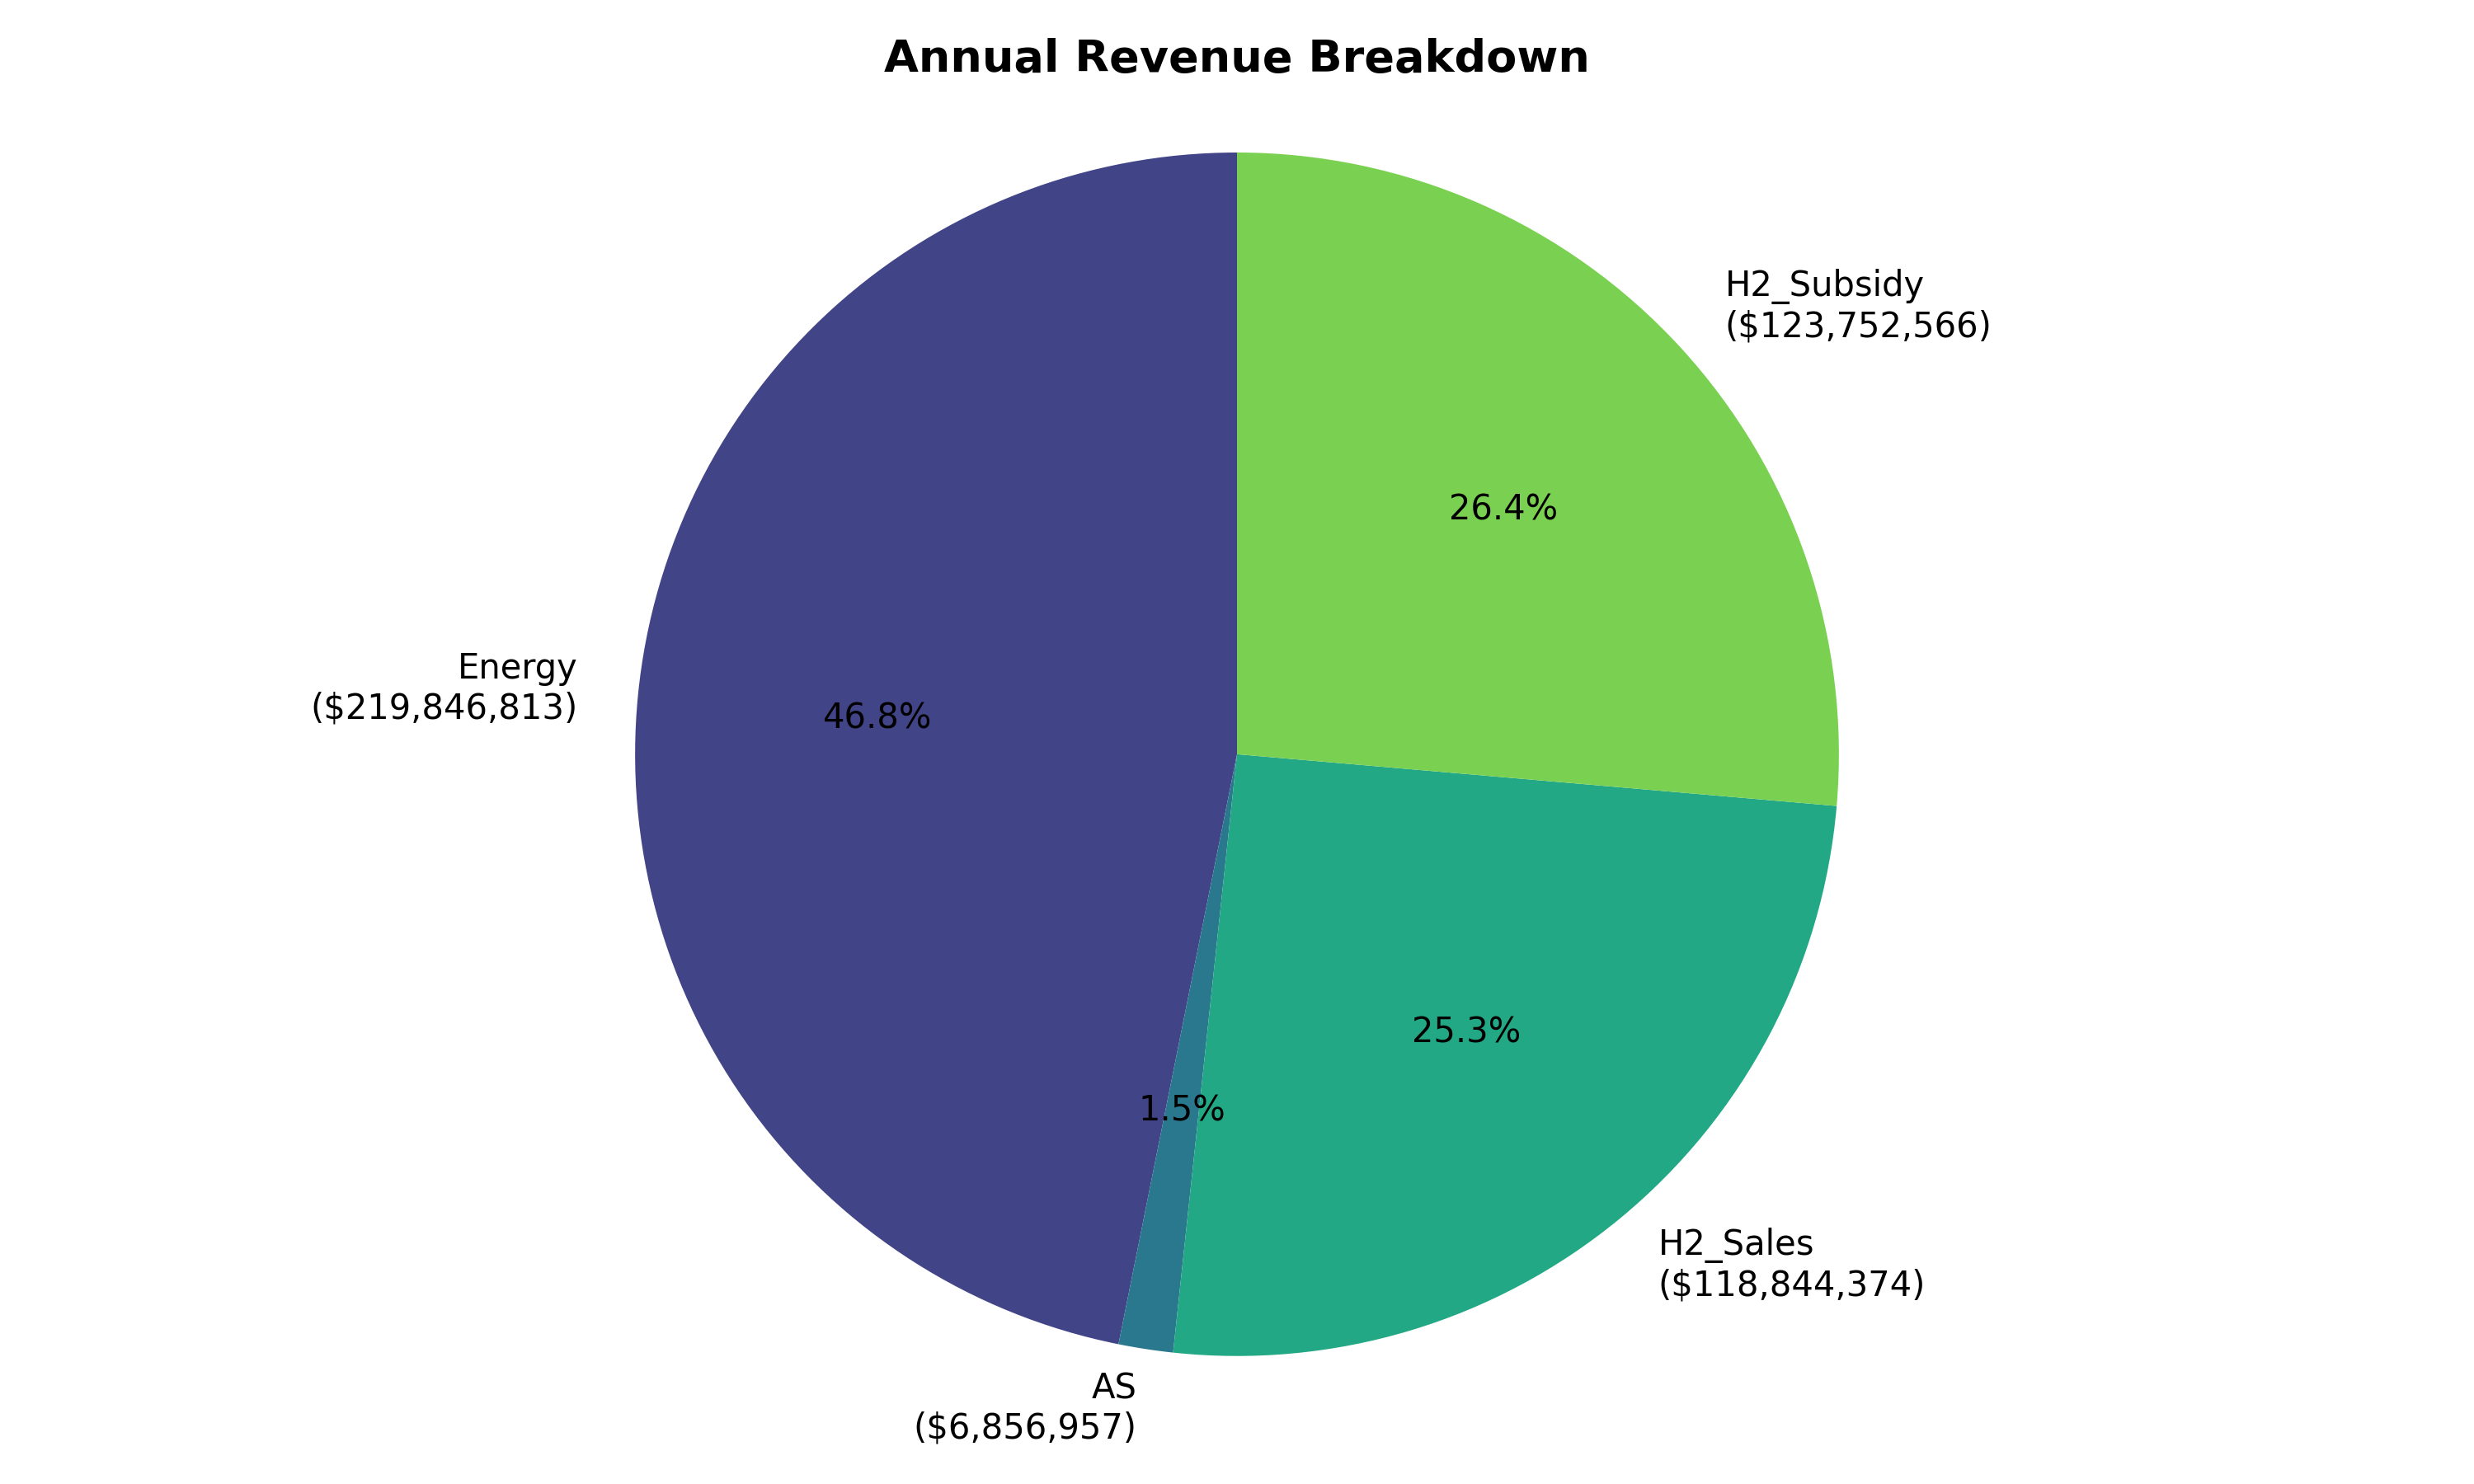 Annual Revenue Breakdown
H2_Subsidy
($123,752,566)
26.4%
Energy
($219,846,813)
46.8%
25.3%
1.5%
H2_Sales
($118,844,374)
AS
($6,856,957)